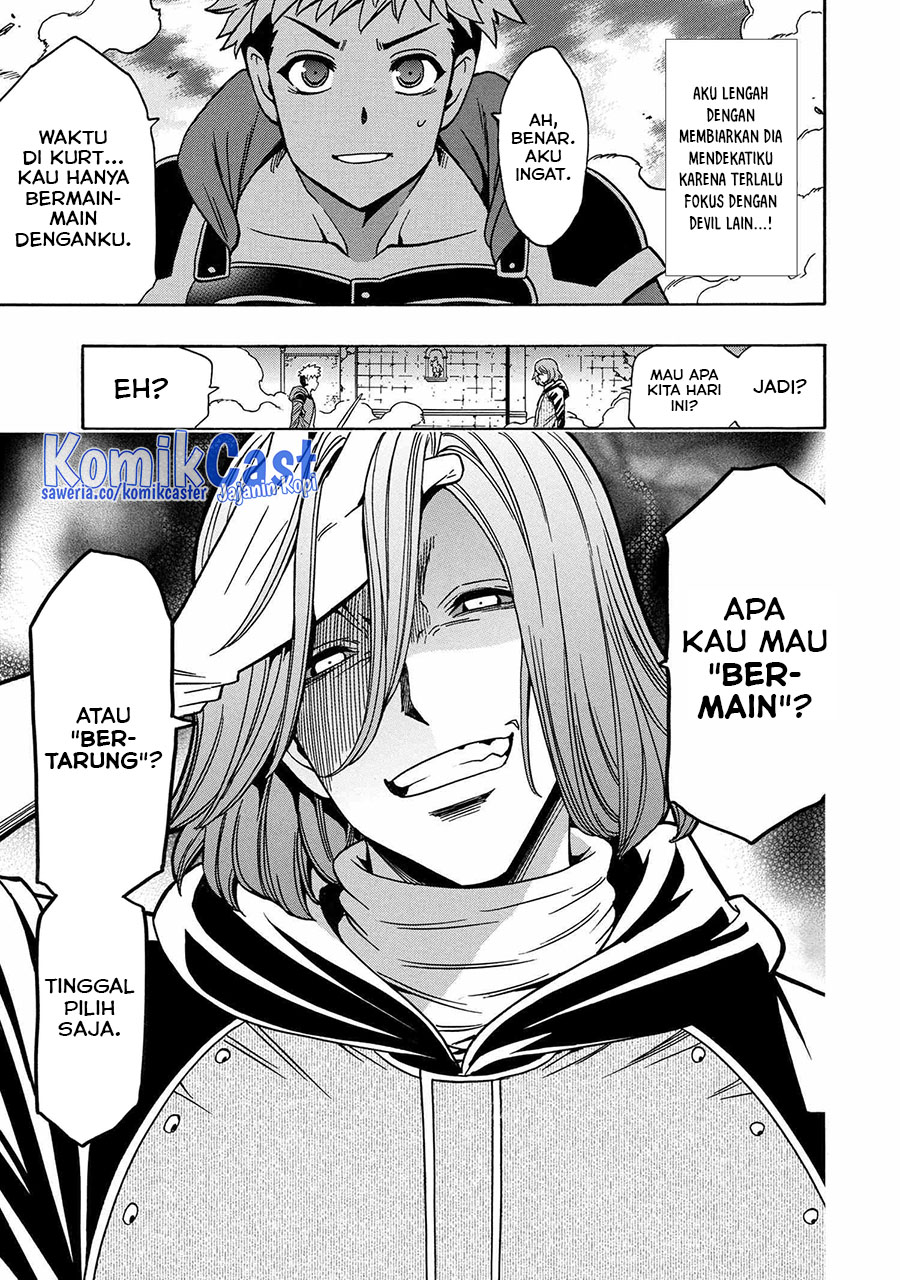 AKU LENGAH
DENGAN
MEMBIARKAN DIA
MENDEKATIKU
KARENA TERLALU
FOKUS DENGAN
DEVIL LAIN...!
AH,
BENAR.
AKU
INGAT.
WAKTU
DI KURT...
KAU HANYA
BERMAIN-
MAIN
DENGANKU.
JADI?
MAU APA
KITA HARI
INI?
EH?
KomikCast
saweria.co/komikcaster Jajanin Kopi
APA
KAU MAU
"BER-
MAIN"?
ATAU
"BER-
TARUNG"?
TINGGAL
PILIH
SAJA.